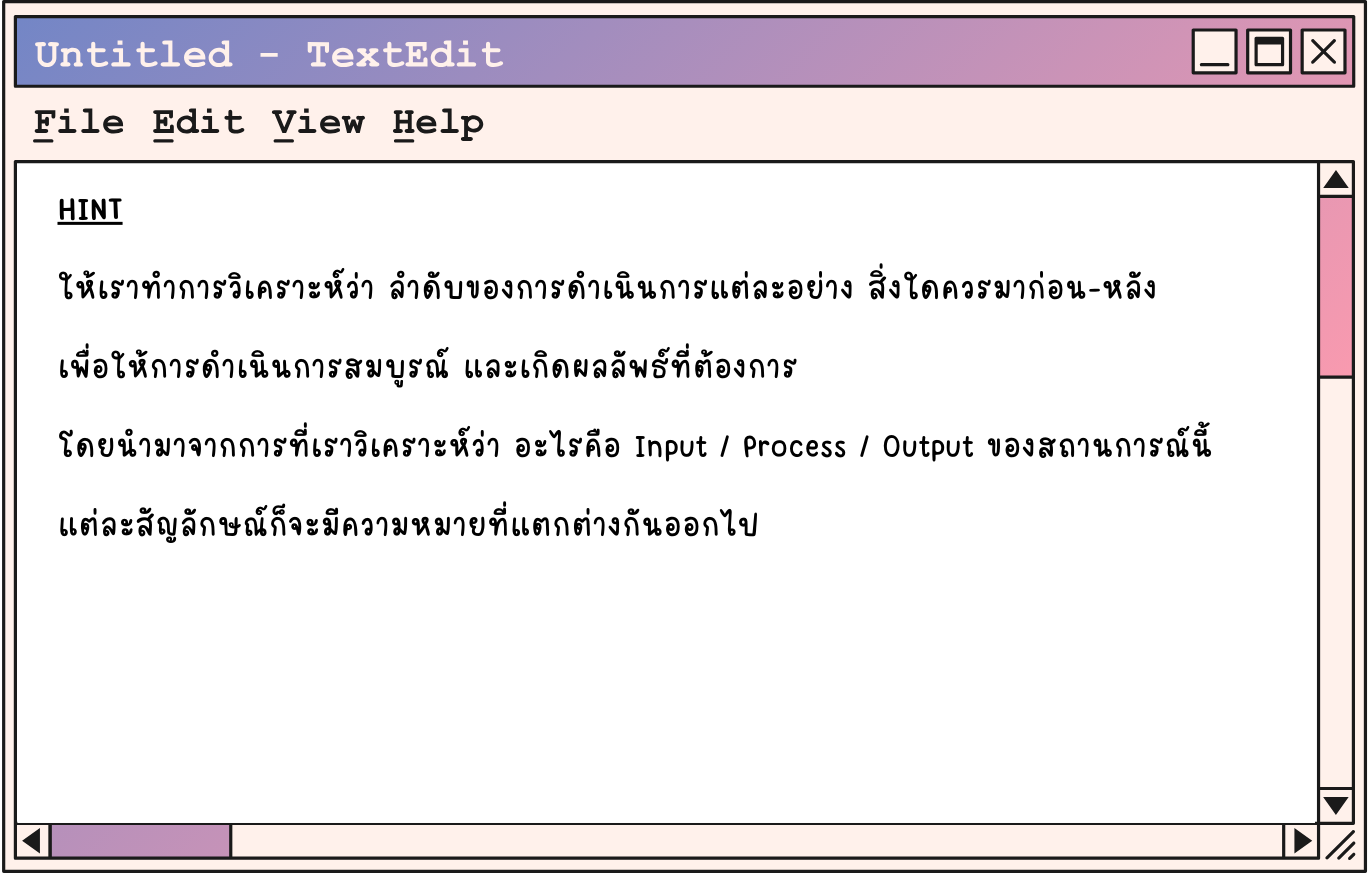 Untitled - TextEdit
File Edit View Help
HINT
ให้เราทำการวิเคราะห์ว่า ลำดับของการดำเนินการแต่ละอย่าง สิ่งใดควรมาก่อน-หลัง
เพื่อให้การดำเนินการสมบูรณ์ และเกิดผลลัพธ์ที่ต้องการ
โดยนำมาจากการที่เราวิเคราะห์ว่า อะไรคือ Input / Process / Output ของสถานการณ์นี้
แต่ละสัญลักษณ์ก็จะมีความหมายที่แตกต่างกันออกไป